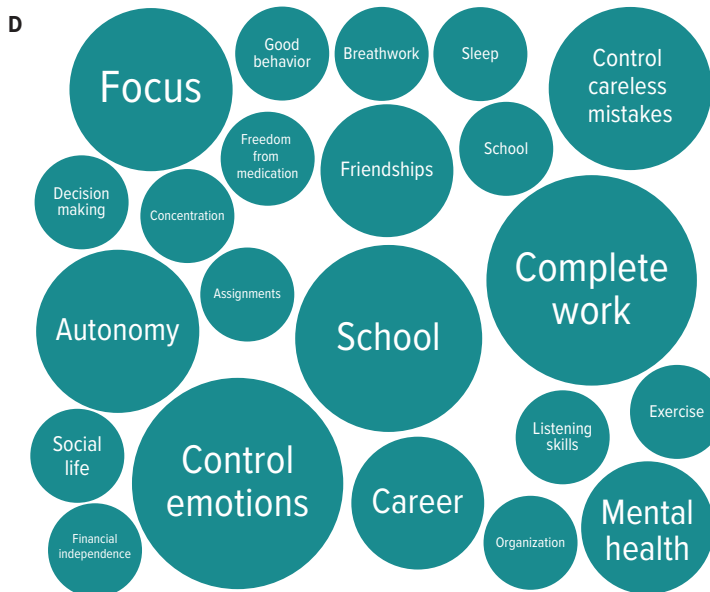 D
Focus
Good
behavior
Breathwork
Sleep
Control
careless
mistakes
Freedom
from
medication
Friendships
School
Decision
making
Concentration
Complete
work
Assignments
Autonomy
School
Control
emotions
Career
Listening
skills
Exercise
Social
life
Mental
health
Financial
independence
Organization